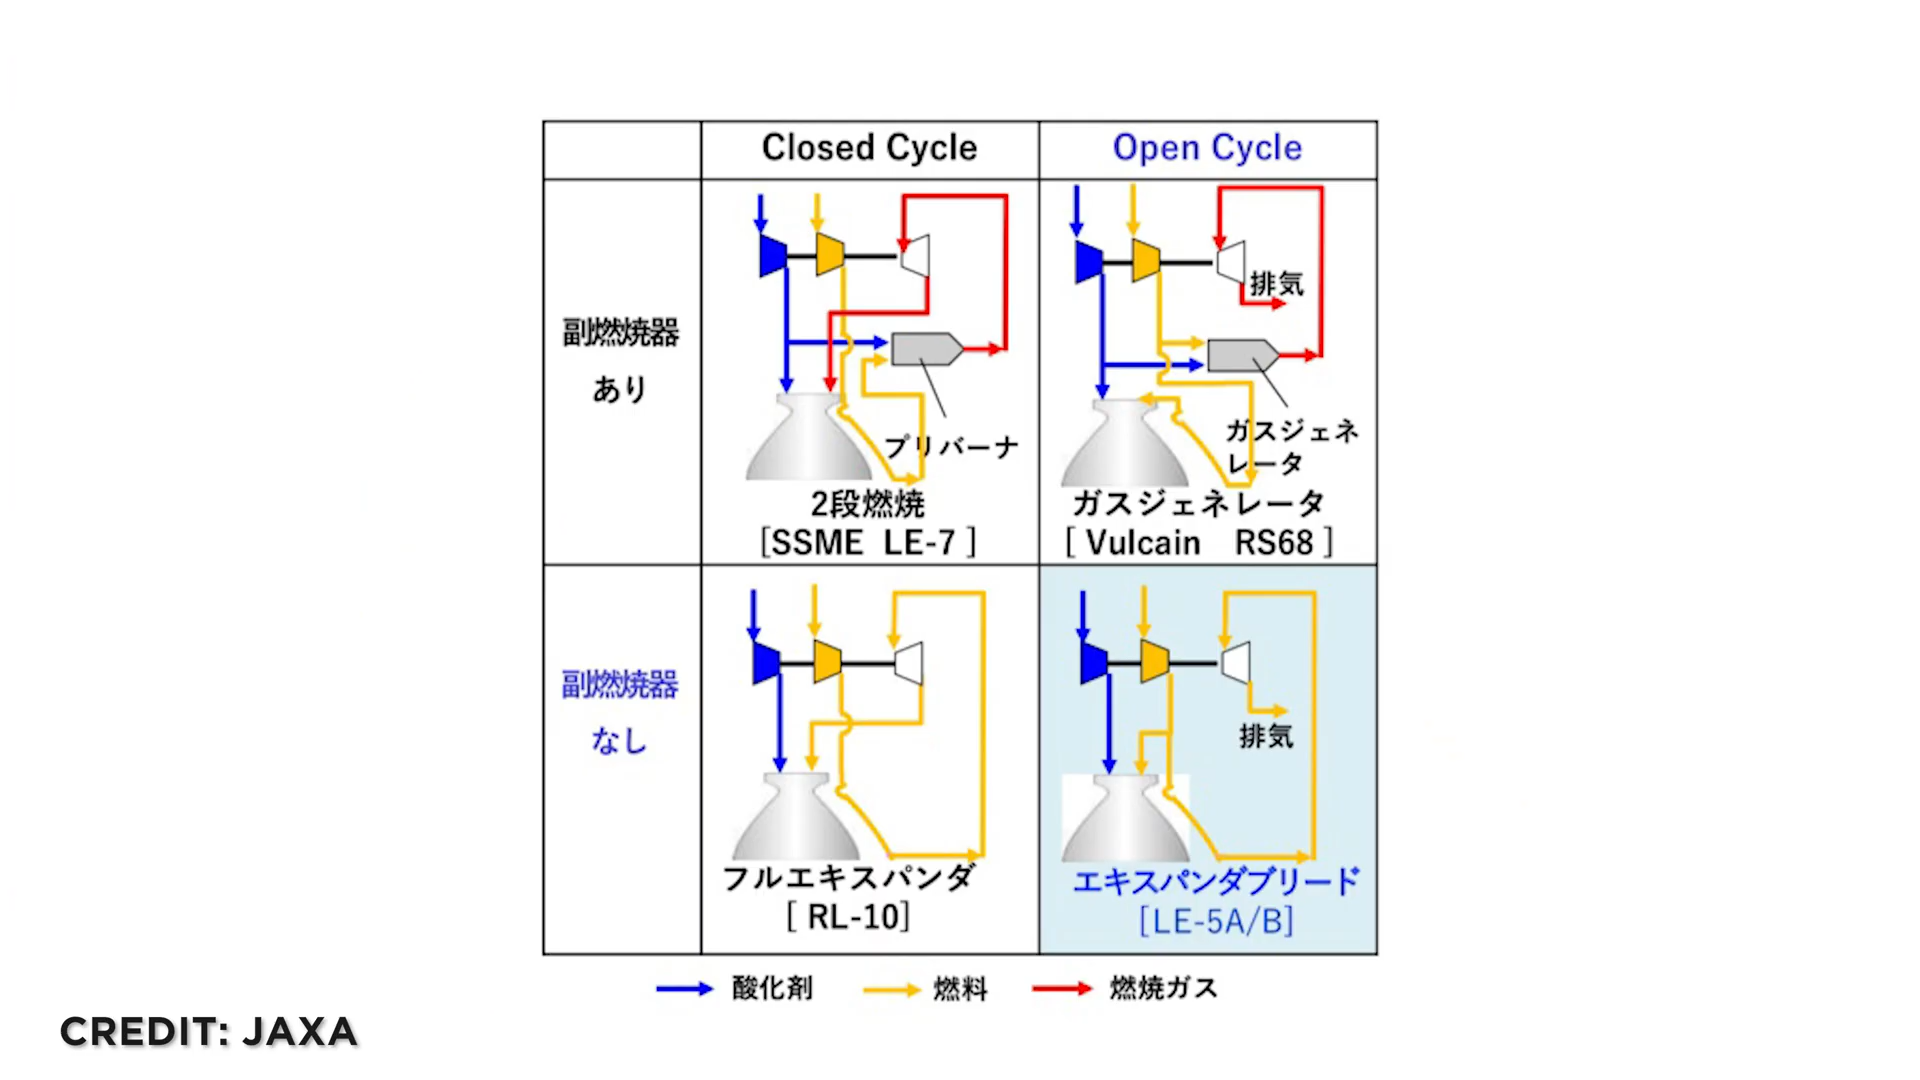 Closed Cycle
Open Cycle
副燃焼器
あり
プリバーナ
2段燃焼
[SSME LE-7 ]
排気
ガスジェネ
レータ
ガスジェネレータ
[ Vulcain RS68 ]
副燃焼器
なし
フルエキスパンダ
[ RL-10]
排気
エキスパンダブリード
[LE-5A/B]
酸化剤
燃料
燃焼ガス
CREDIT: JAXA